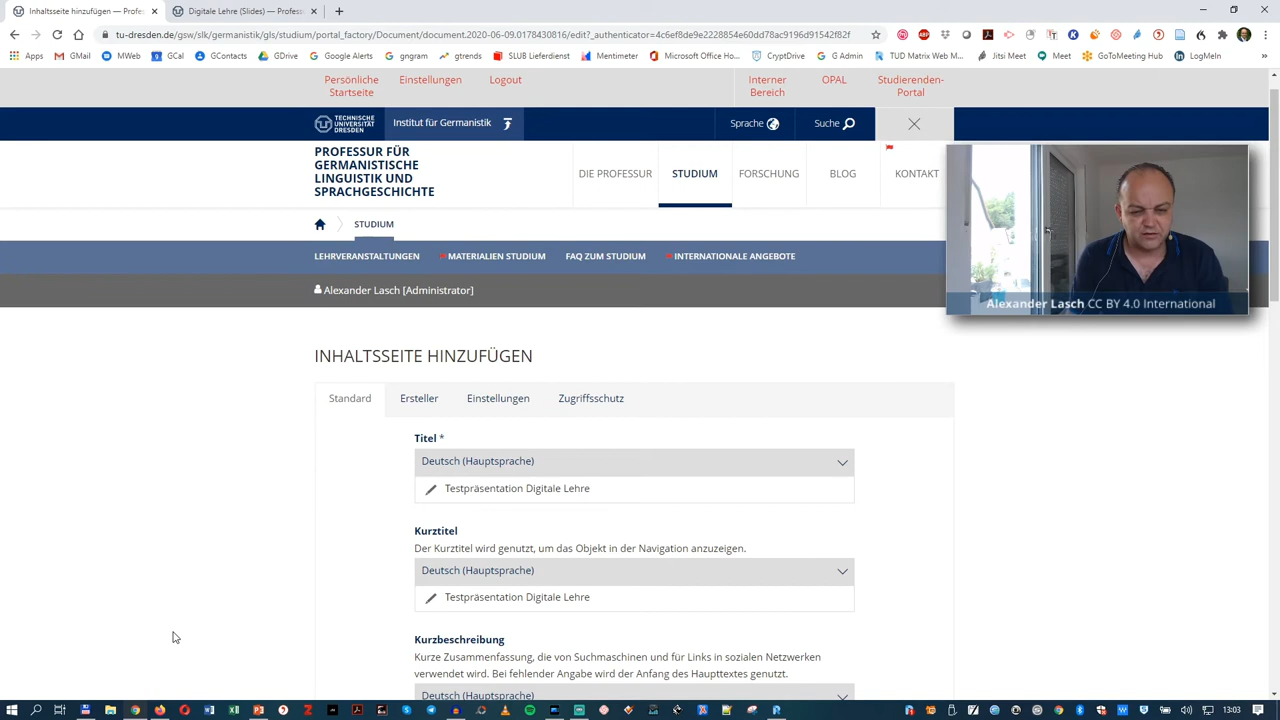 Inhaltsseite hinzufügen — Profess
Digitale Lehre (Slides) — Profess
tu-dresden.de/gsw/slk/germanistik/gls/studium/portal_factory/Document/document.2020-06-09.0178430816/edit?_authenticator=4c6ef8de9e2228854e60dd78ac9196d91542f82f
Apps GMail MWeb GCal GContacts GDrive Google Alerts gngram gtrends SLUB Lieferdienst Mentimeter Microsoft Office Ho... CryptDrive G Admin TUD Matrix Web M... Jitsi Meet Meet GoToMeeting Hub LogMeIn
Persönliche Startseite
Einstellungen
Logout
Interner Bereich
OPAL
Studierenden-Portal
TECHNISCHE UNIVERSITÄT DRESDEN
Institut für Germanistik
Sprache
Suche
PROFESSUR FÜR
GERMANISTISCHE
LINGUISTIK UND
SPRACHGESCHICHTE
DIE PROFESSUR STUDIUM FORSCHUNG BLOG KONTAKT
STUDIUM
LEHRVERANSTALTUNGEN MATERIALIEN STUDIUM FAQ ZUM STUDIUM INTERNATIONALE ANGEBOTE
Alexander Lasch [Administrator]
Alexander Lasch CC BY 4.0 International
INHALTSSEITE HINZUFÜGEN
Standard Ersteller Einstellungen Zugriffsschutz
Titel *
Deutsch (Hauptsprache)
Testpräsentation Digitale Lehre
Kurztitel
Der Kurztitel wird genutzt, um das Objekt in der Navigation anzuzeigen.
Deutsch (Hauptsprache)
Testpräsentation Digitale Lehre
Kurzbeschreibung
Kurze Zusammenfassung, die von Suchmaschinen und für Links in sozialen Netzwerken
verwendet wird. Bei fehlender Angabe wird der Anfang des Haupttextes genutzt.
Deutsch (Hauptsprache)
13:03